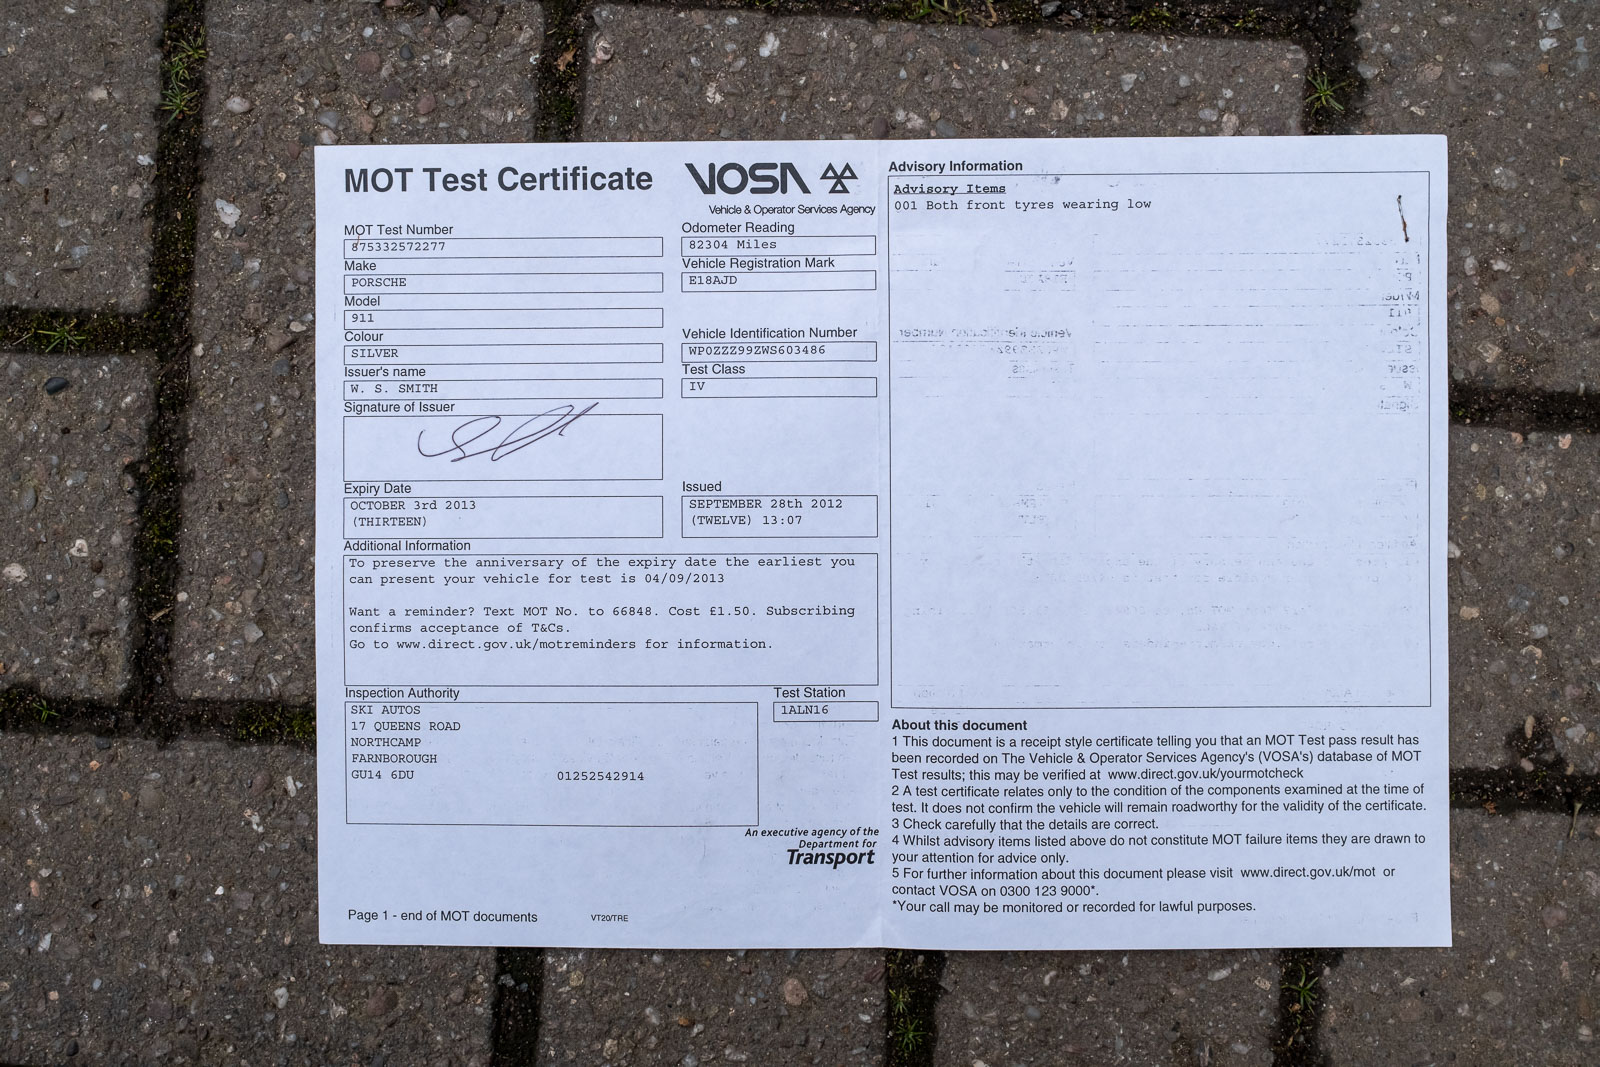 MOT Test Certificate
VOSA
Vehicle & Operator Services Agency
MOT Test Number
875332572277
Odometer Reading
82304 Miles
Make
PORSCHE
Vehicle Registration Mark
E18AJD
Model
911
Colour
SILVER
Vehicle Identification Number
WP0ZZZ99ZWS603486
Issuer's name
W. S. SMITH
Test Class
IV
Signature of Issuer
Expiry Date
OCTOBER 3rd 2013
(THIRTEEN)
Issued
SEPTEMBER 28th 2012
(TWELVE) 13:07
Additional Information
To preserve the anniversary of the expiry date the earliest you
can present your vehicle for test is 04/09/2013
Want a reminder? Text MOT No. to 66848. Cost £1.50. Subscribing
confirms acceptance of T&Cs.
Go to www.direct.gov.uk/motreminders for information.
Inspection Authority
SKI AUTOS
17 QUEENS ROAD
NORTHCAMP
FARNBOROUGH
GU14 6DU 01252542914
Test Station
1ALN16
An executive agency of the
Department for
Transport
Page 1 - end of MOT documents
VT20/TRE
Advisory Information
Advisory Items
001 Both front tyres wearing low
About this document
1 This document is a receipt style certificate telling you that an MOT Test pass result has
been recorded on The Vehicle & Operator Services Agency's (VOSA's) database of MOT
Test results; this may be verified at www.direct.gov.uk/yourmotcheck
2 A test certificate relates only to the condition of the components examined at the time of
test. It does not confirm the vehicle will remain roadworthy for the validity of the certificate.
3 Check carefully that the details are correct.
4 Whilst advisory items listed above do not constitute MOT failure items they are drawn to
your attention for advice only.
5 For further information about this document please visit www.direct.gov.uk/mot or
contact VOSA on 0300 123 9000*.
*Your call may be monitored or recorded for lawful purposes.